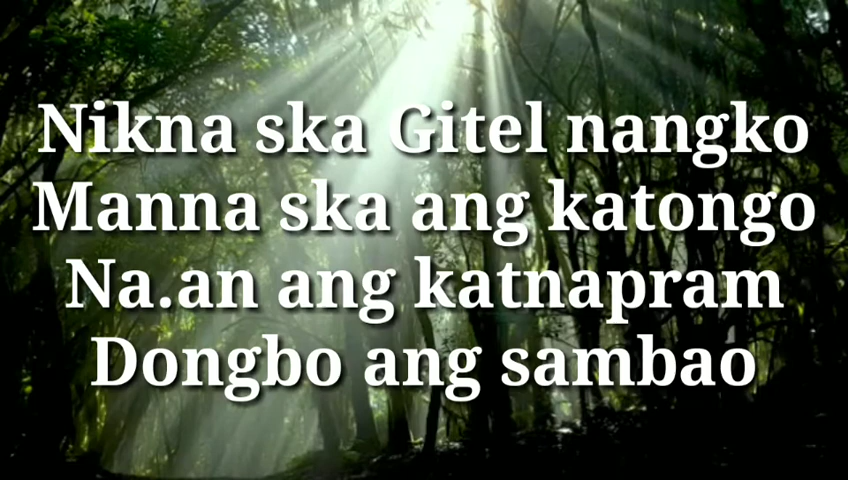 Nikna ska Gitel nangko
Manna ska ang katongo
Na.an ang katnapram
Dongbo ang sambao